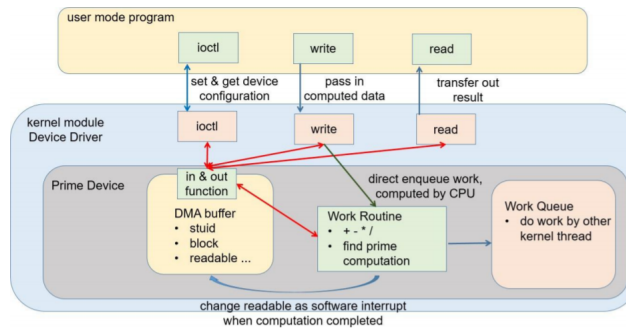 user mode program
ioctl
write
read
set & get device
configuration
pass in
computed data
transfer out
result
kernel module
Device Driver
ioctl
write
read
Prime Device
in & out
function
direct enqueue work,
computed by CPU
DMA buffer
• stuid
• block
• readable ...
Work Routine
• + - * /
• find prime
computation
Work Queue
• do work by other
kernel thread
change readable as software interrupt
when computation completed